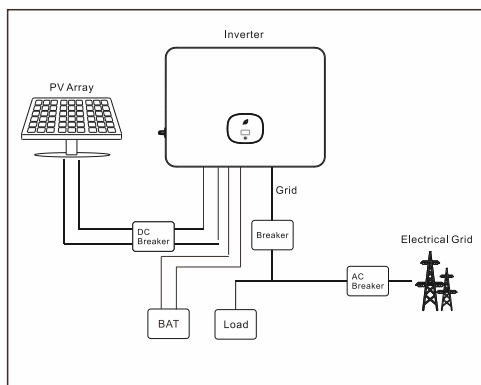 Inverter
PV Array
Grid
DC
Breaker
Breaker
Electrical Grid
AC
Breaker
BAT
Load